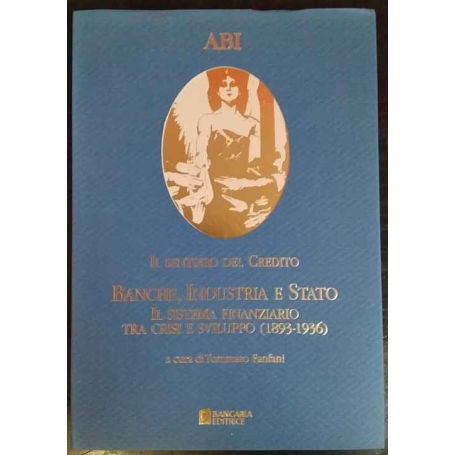 ABI
IL SENTIERO DEL CREDITO
BANCHE, INDUSTRIA E STATO
IL SISTEMA FINANZIARIO
TRA CRISI E SVILUPPO (1893-1936)
a cura di Tommaso Fanfani
BANCARIA
EDITRICE